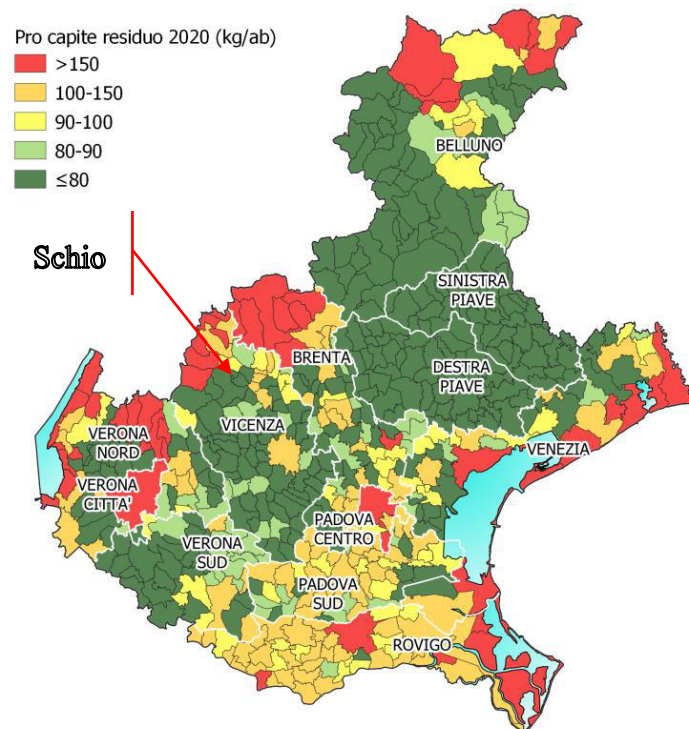 Pro capite residuo 2020 (kg/ab)
>150
100-150
90-100
80-90
≤80
BELLUNO
Schio
SINISTRA
PIAVE
BRENTA
DESTRA
PIAVE
VICENZA
VERONA
NORD
VENEZIA
VERONA
CITTA'
PADOVA
CENTRO
VERONA
SUD
PADOVA
SUD
ROVIGO